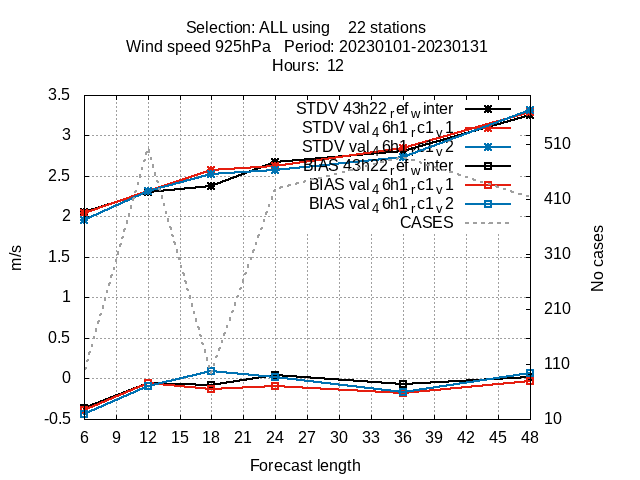 Selection: ALL using 22 stations
Wind speed 925hPa Period: 20230101-20230131
Hours: 12
3.5
3
2.5
2
1.5
1
0.5
0
-0.5
m/s
STDV 43h22_ref_winter
STDV val_46h1_rc1_v1
STDV val_46h1_rc1_v2
BIAS 43h22_ref_winter
BIAS val_46h1_rc1_v1
BIAS val_46h1_rc1_v2
CASES
510
410
310
210
110
10
No cases
6 9 12 15 18 21 24 27 30 33 36 39 42 45 48
Forecast length